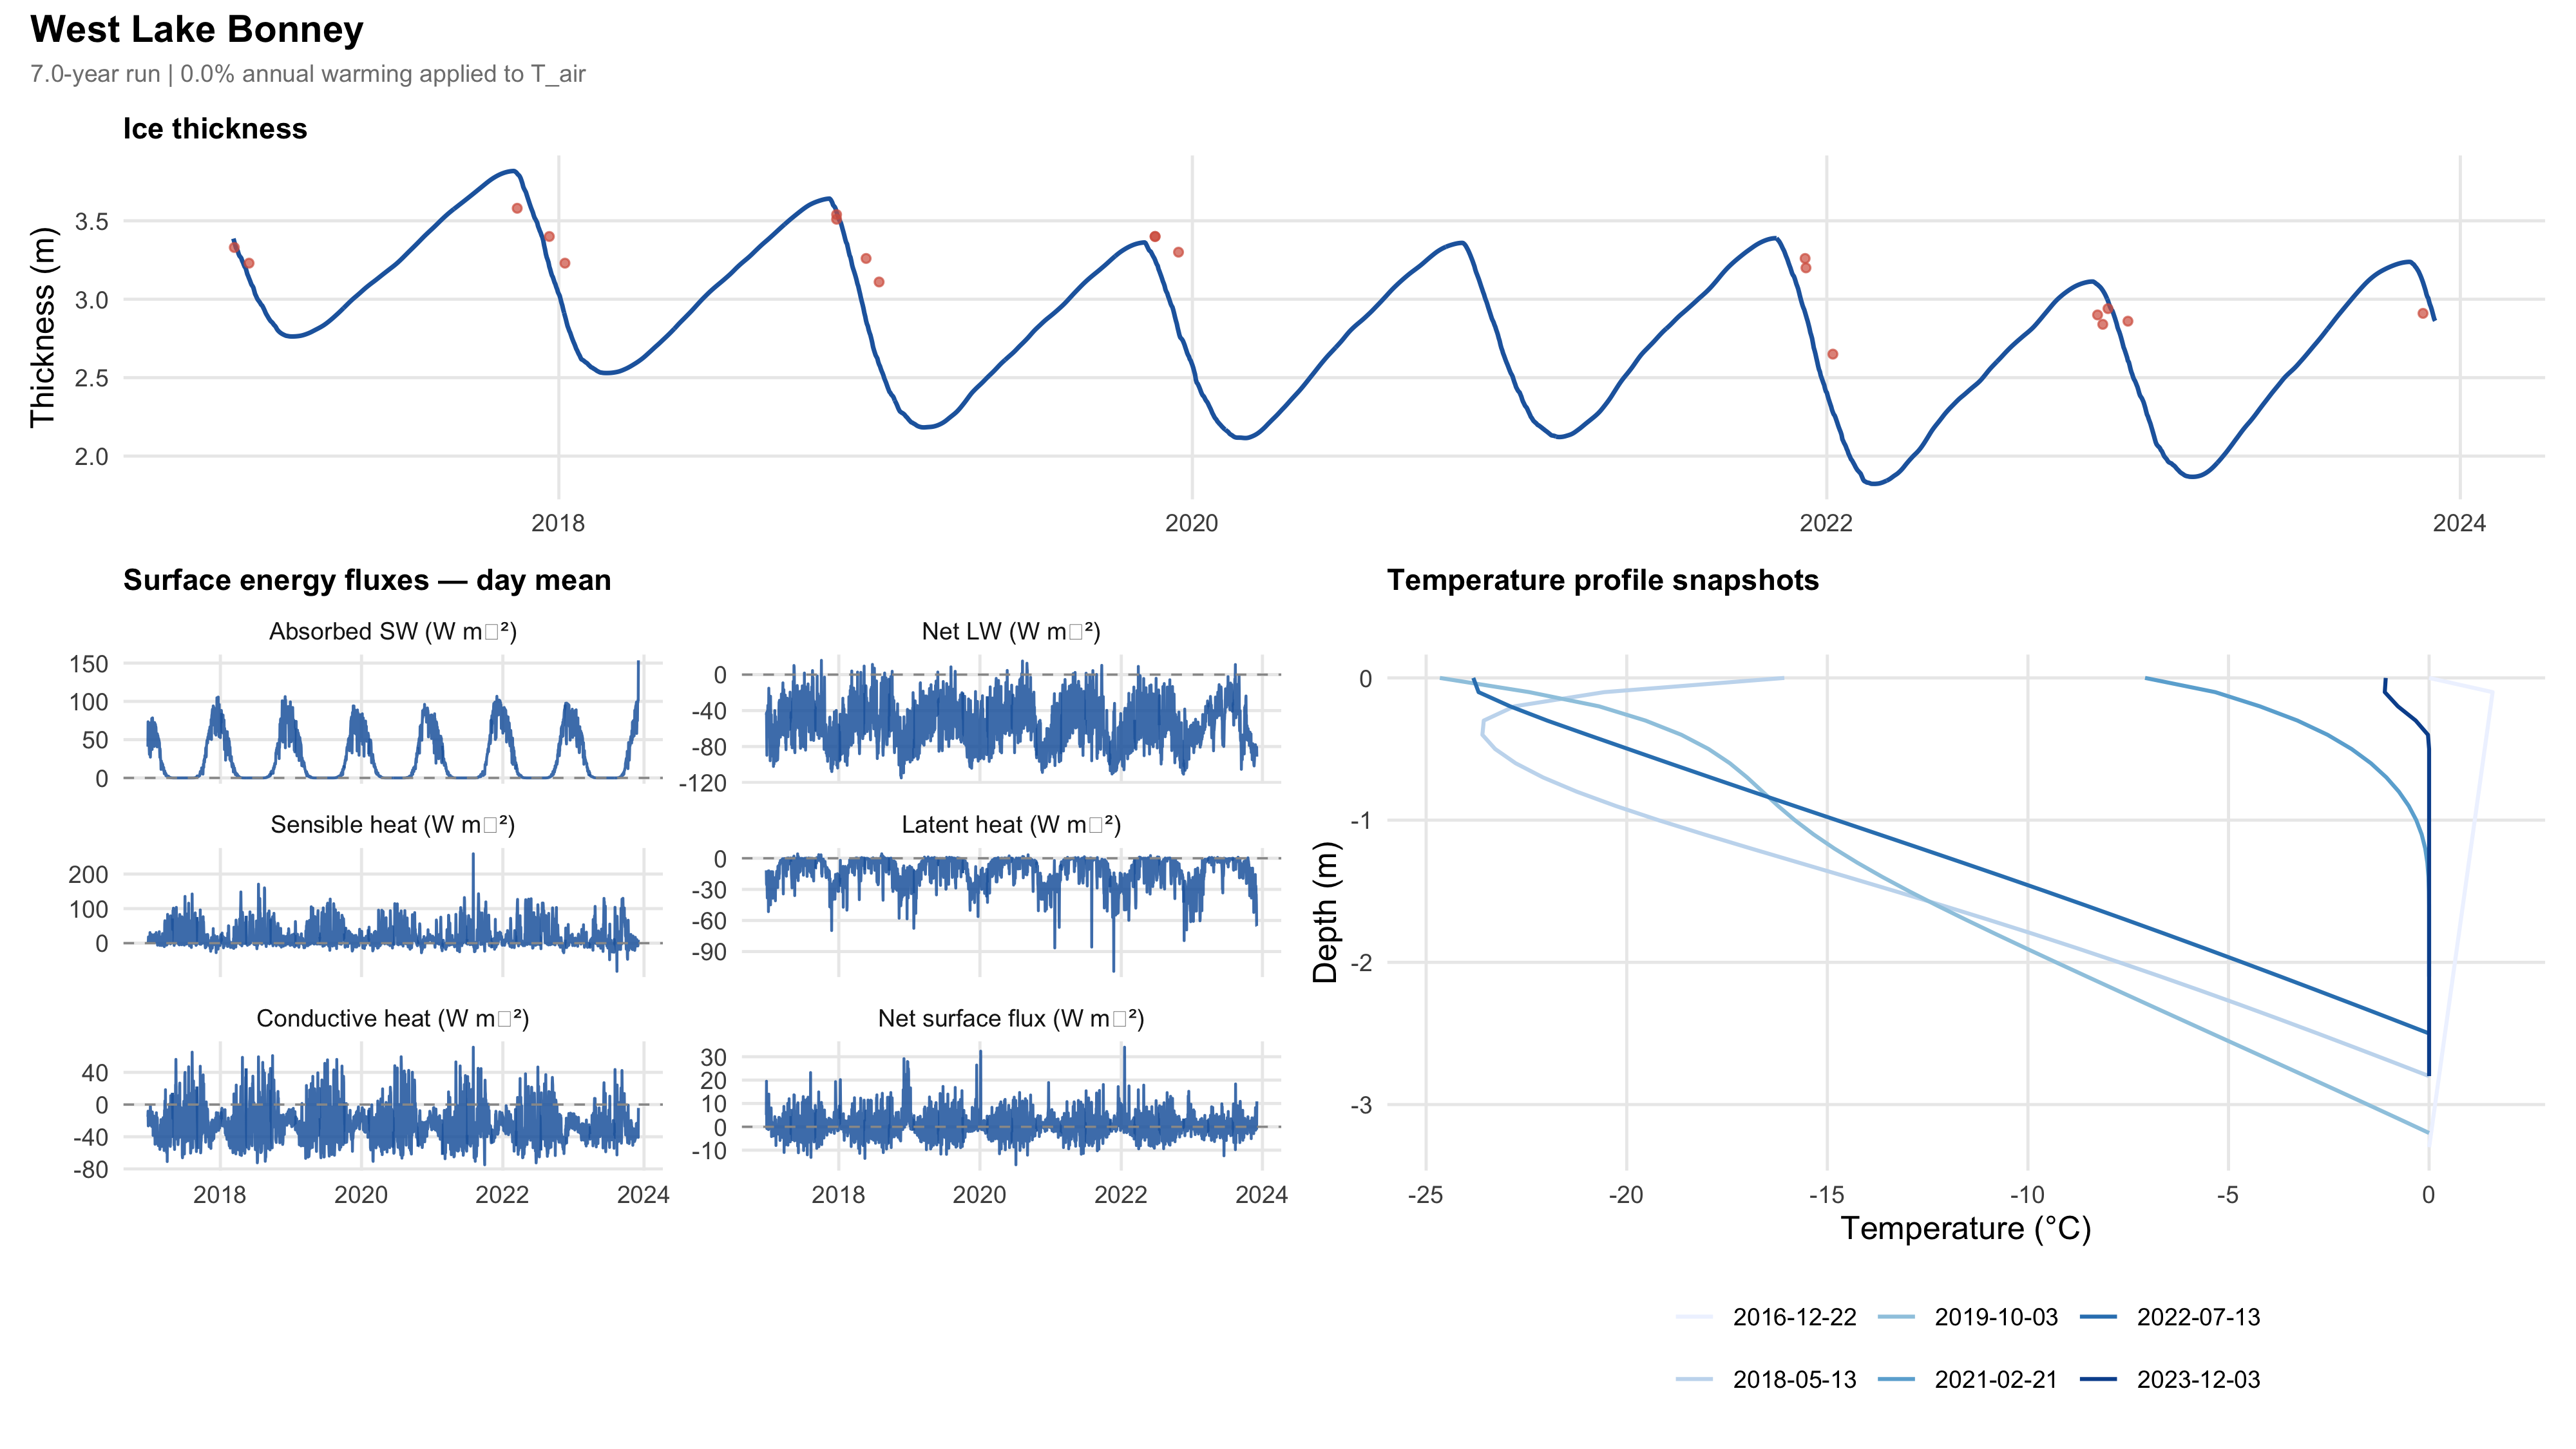 West Lake Bonney
7.0-year run | 0.0% annual warming applied to T_air
Ice thickness
Thickness (m)
3.5
3.0
2.5
2.0
2018 2020 2022 2024
Surface energy fluxes — day mean
Absorbed SW (W m□²)
150
100
50
0
Net LW (W m□²)
0
-40
-80
-120
Sensible heat (W m□²)
200
100
0
Latent heat (W m□²)
0
-30
-60
-90
Conductive heat (W m□²)
40
0
-40
-80
2018 2020 2022 2024
Net surface flux (W m□²)
30
20
10
0
-10
2018 2020 2022 2024
Temperature profile snapshots
Depth (m)
0
-1
-2
-3
-25 -20 -15 -10 -5 0
Temperature (°C)
2016-12-22 2019-10-03 2022-07-13
2018-05-13 2021-02-21 2023-12-03